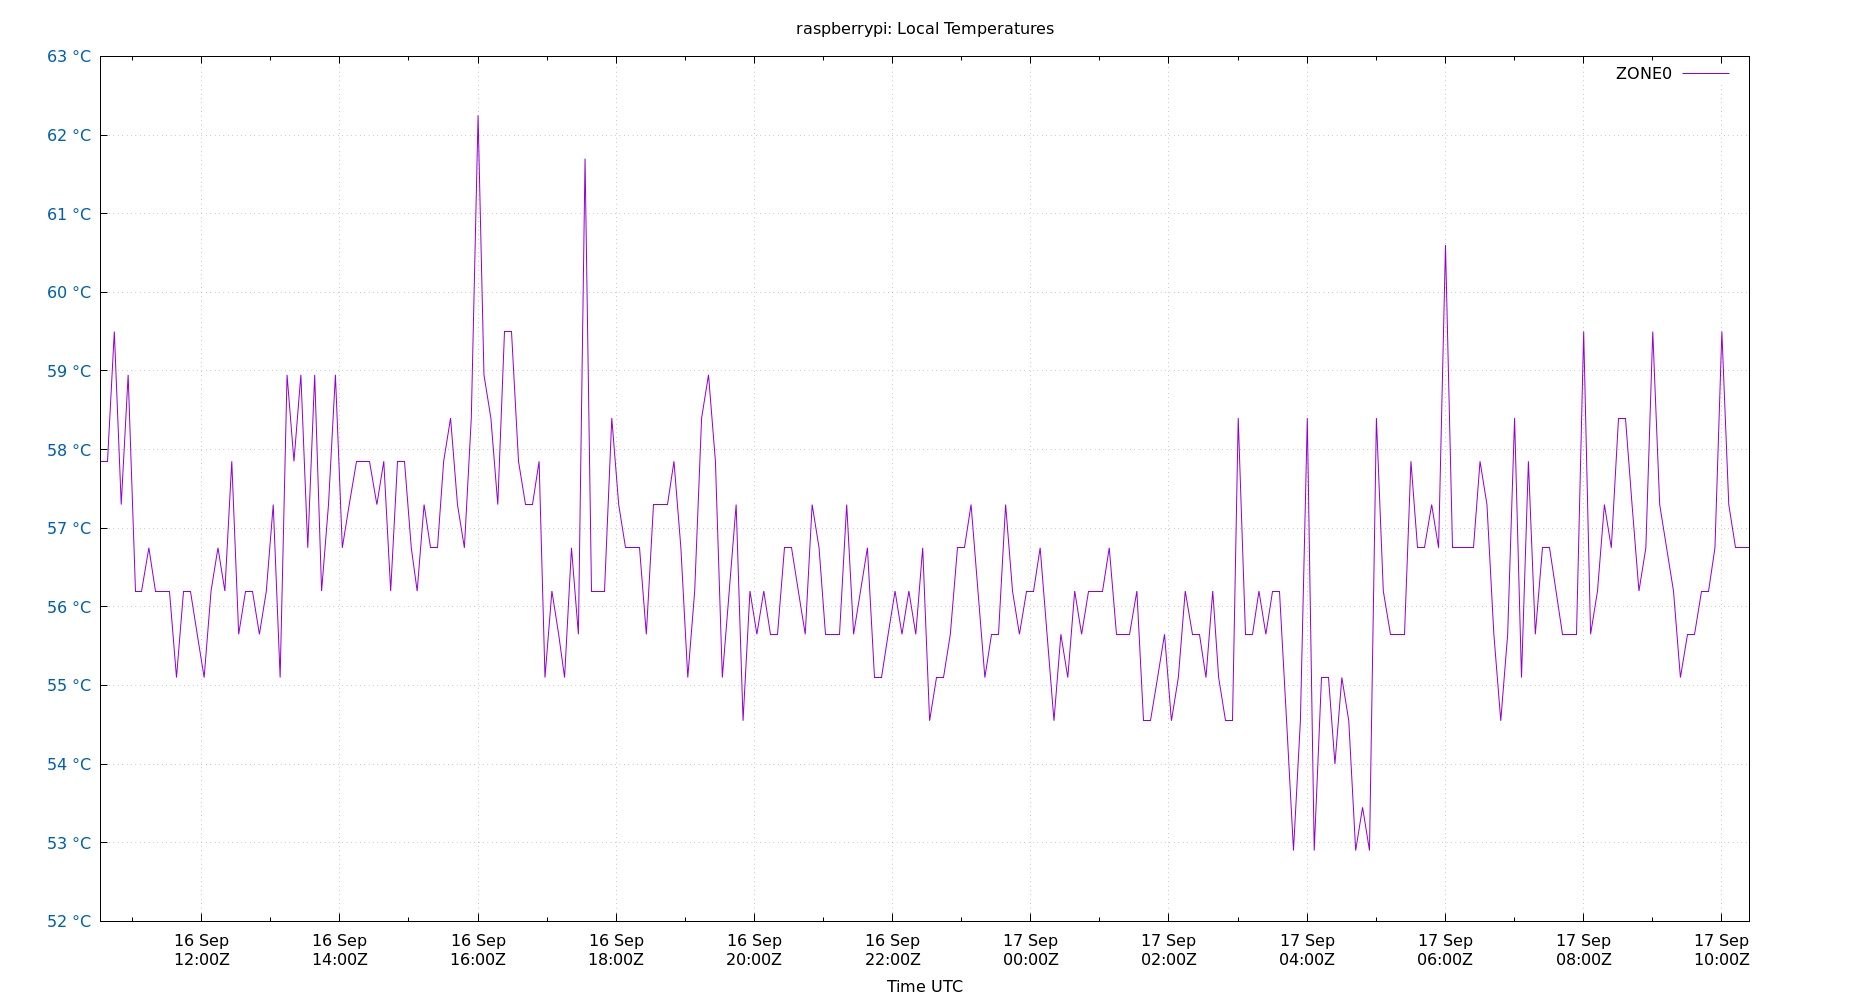 raspberrypi: Local Temperatures
63 °C
ZONE0
62 °C
61 °C
60 °C
59 °C
58 °C
57 °C
56 °C
55 °C
54 °C
53 °C
52 °C
16 Sep 16 Sep 16 Sep 16 Sep 16 Sep 16 Sep 17 Sep 17 Sep 17 Sep 17 Sep 17 Sep 17 Sep
12:00Z 14:00Z 16:00Z 18:00Z 20:00Z 22:00Z 00:00Z 02:00Z 04:00Z 06:00Z 08:00Z 10:00Z
Time UTC